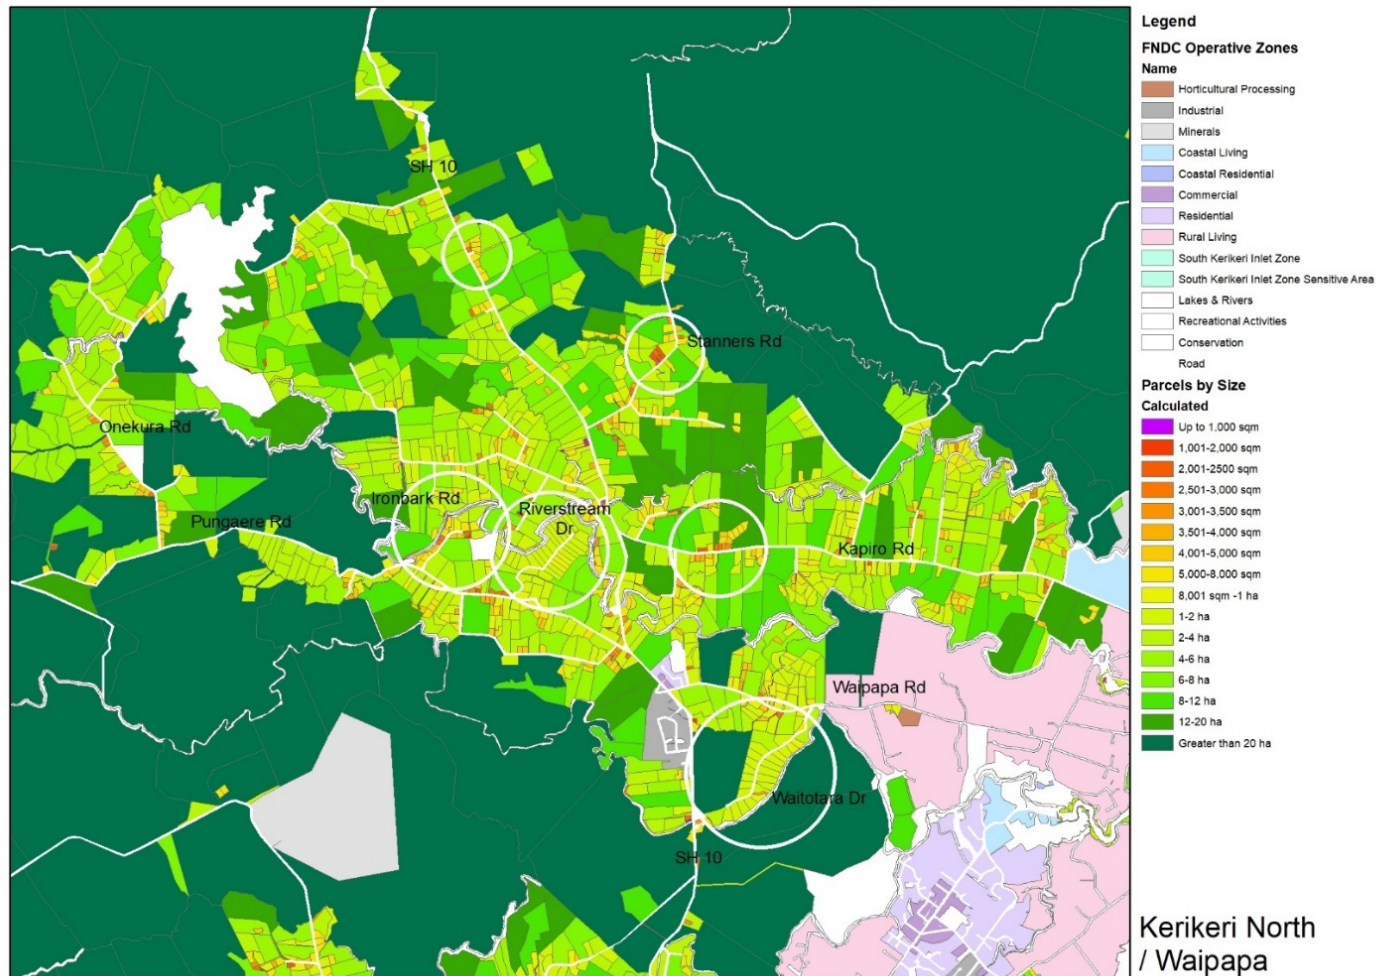 SH 10
Stanners Rd
Onekura Rd
Ironbark Rd
Riverstream
Dr
Pungaere Rd
Kapiro Rd
Waipapa Rd
Waitotara Dr
SH 10
Legend
FNDC Operative Zones
Name
Horticultural Processing
Industrial
Minerals
Coastal Living
Coastal Residential
Commercial
Residential
Rural Living
South Kerikeri Inlet Zone
South Kerikeri Inlet Zone Sensitive Area
Lakes & Rivers
Recreational Activities
Conservation
Road
Parcels by Size
Calculated
Up to 1,000 sqm
1,001-2,000 sqm
2,001-2500 sqm
2,501-3,000 sqm
3,001-3,500 sqm
3,501-4,000 sqm
4,001-5,000 sqm
5,000-8,000 sqm
8,001 sqm -1 ha
1-2 ha
2-4 ha
4-6 ha
6-8 ha
8-12 ha
12-20 ha
Greater than 20 ha
Kerikeri North
/ Waipapa